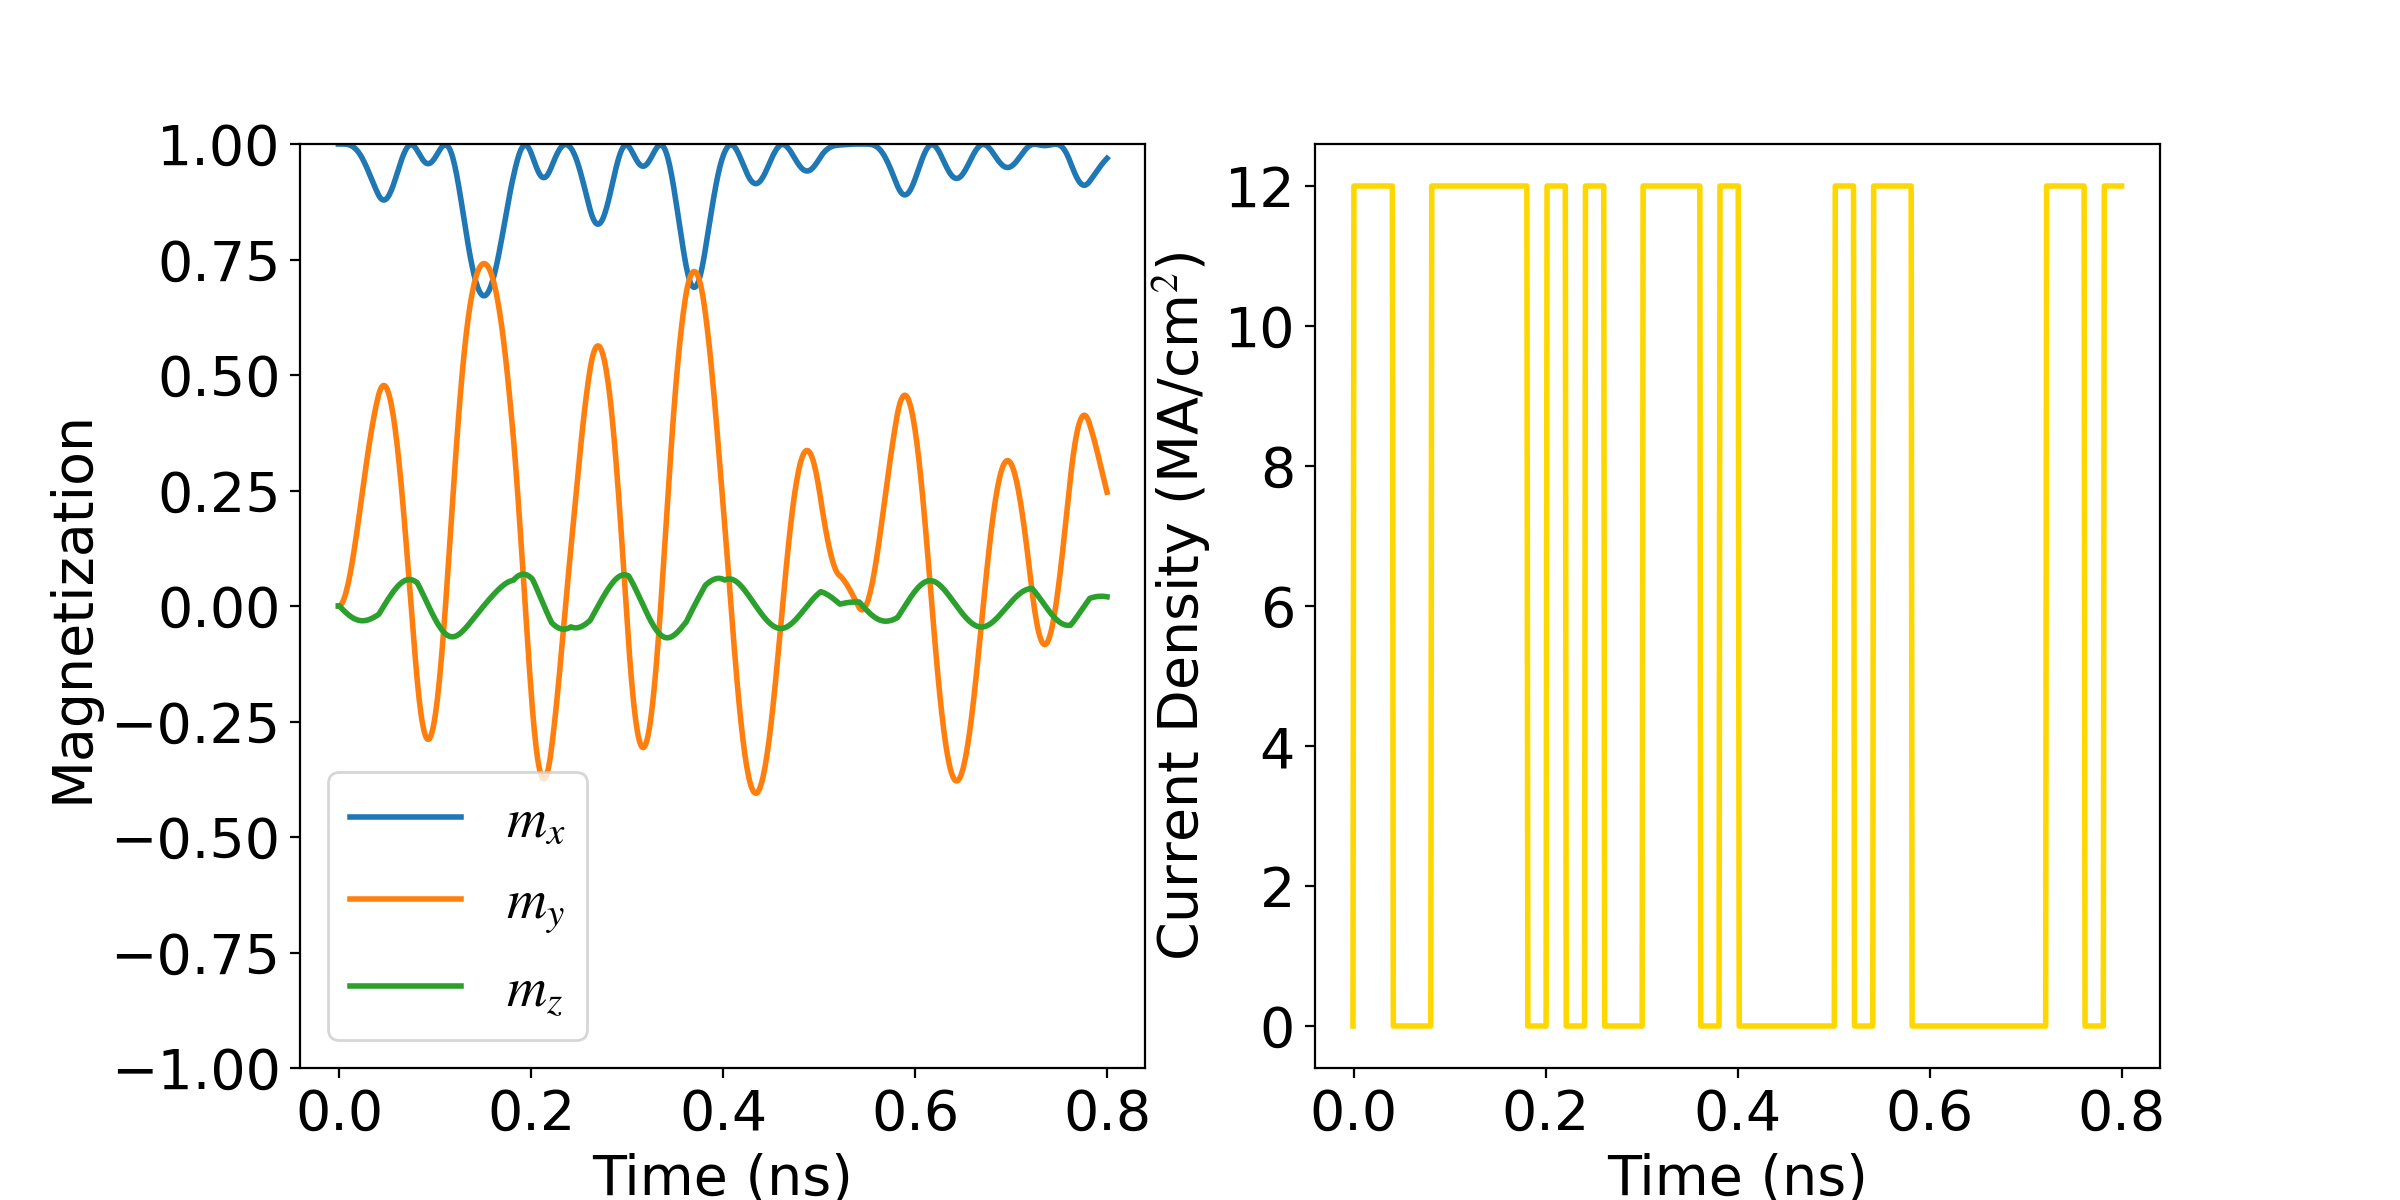 Magnetization
1.00
0.75
0.50
0.25
0.00
−0.25
−0.50
−0.75
−1.00
m_x
m_y
m_z
0.0 0.2 0.4 0.6 0.8
Time (ns)
Current Density (MA/cm²)
12
10
8
6
4
2
0
0.0 0.2 0.4 0.6 0.8
Time (ns)